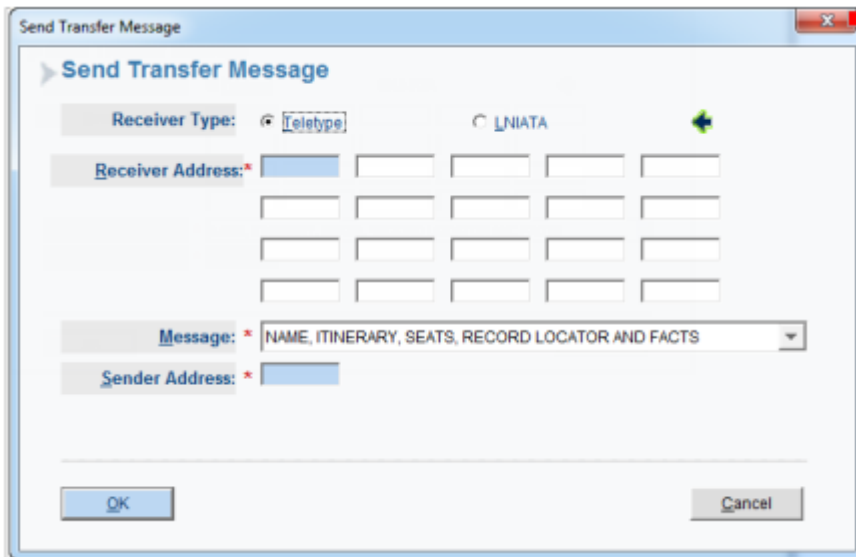 Send Transfer Message
Send Transfer Message
Receiver Type: Teletype LNIATA
Receiver Address:*
Message: * NAME, ITINERARY, SEATS, RECORD LOCATOR AND FACTS
Sender Address: *
OK Cancel